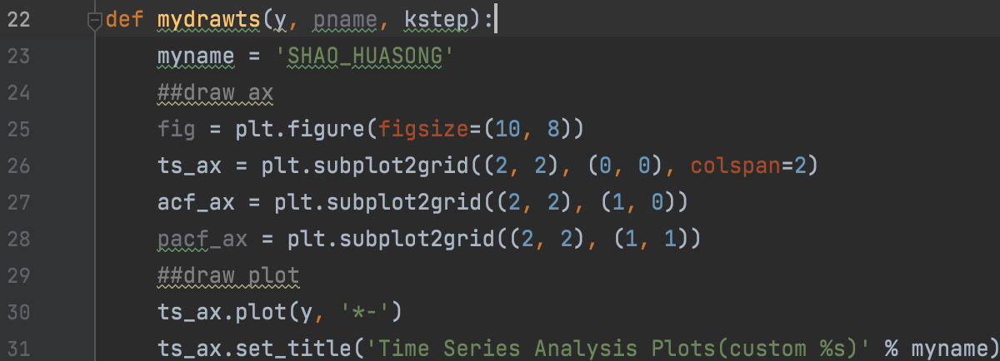 22 def mydrawts(y, pname, kstep):
23 myname = 'SHAO_HUASONG'
24 ##draw ax
25 fig = plt.figure(figsize=(10, 8))
26 ts_ax = plt.subplot2grid((2, 2), (0, 0), colspan=2)
27 acf_ax = plt.subplot2grid((2, 2), (1, 0))
28 pacf_ax = plt.subplot2grid((2, 2), (1, 1))
29 ##draw plot
30 ts_ax.plot(y, '*-')
31 ts_ax.set_title('Time Series Analysis Plots(custom %s)' % myname)